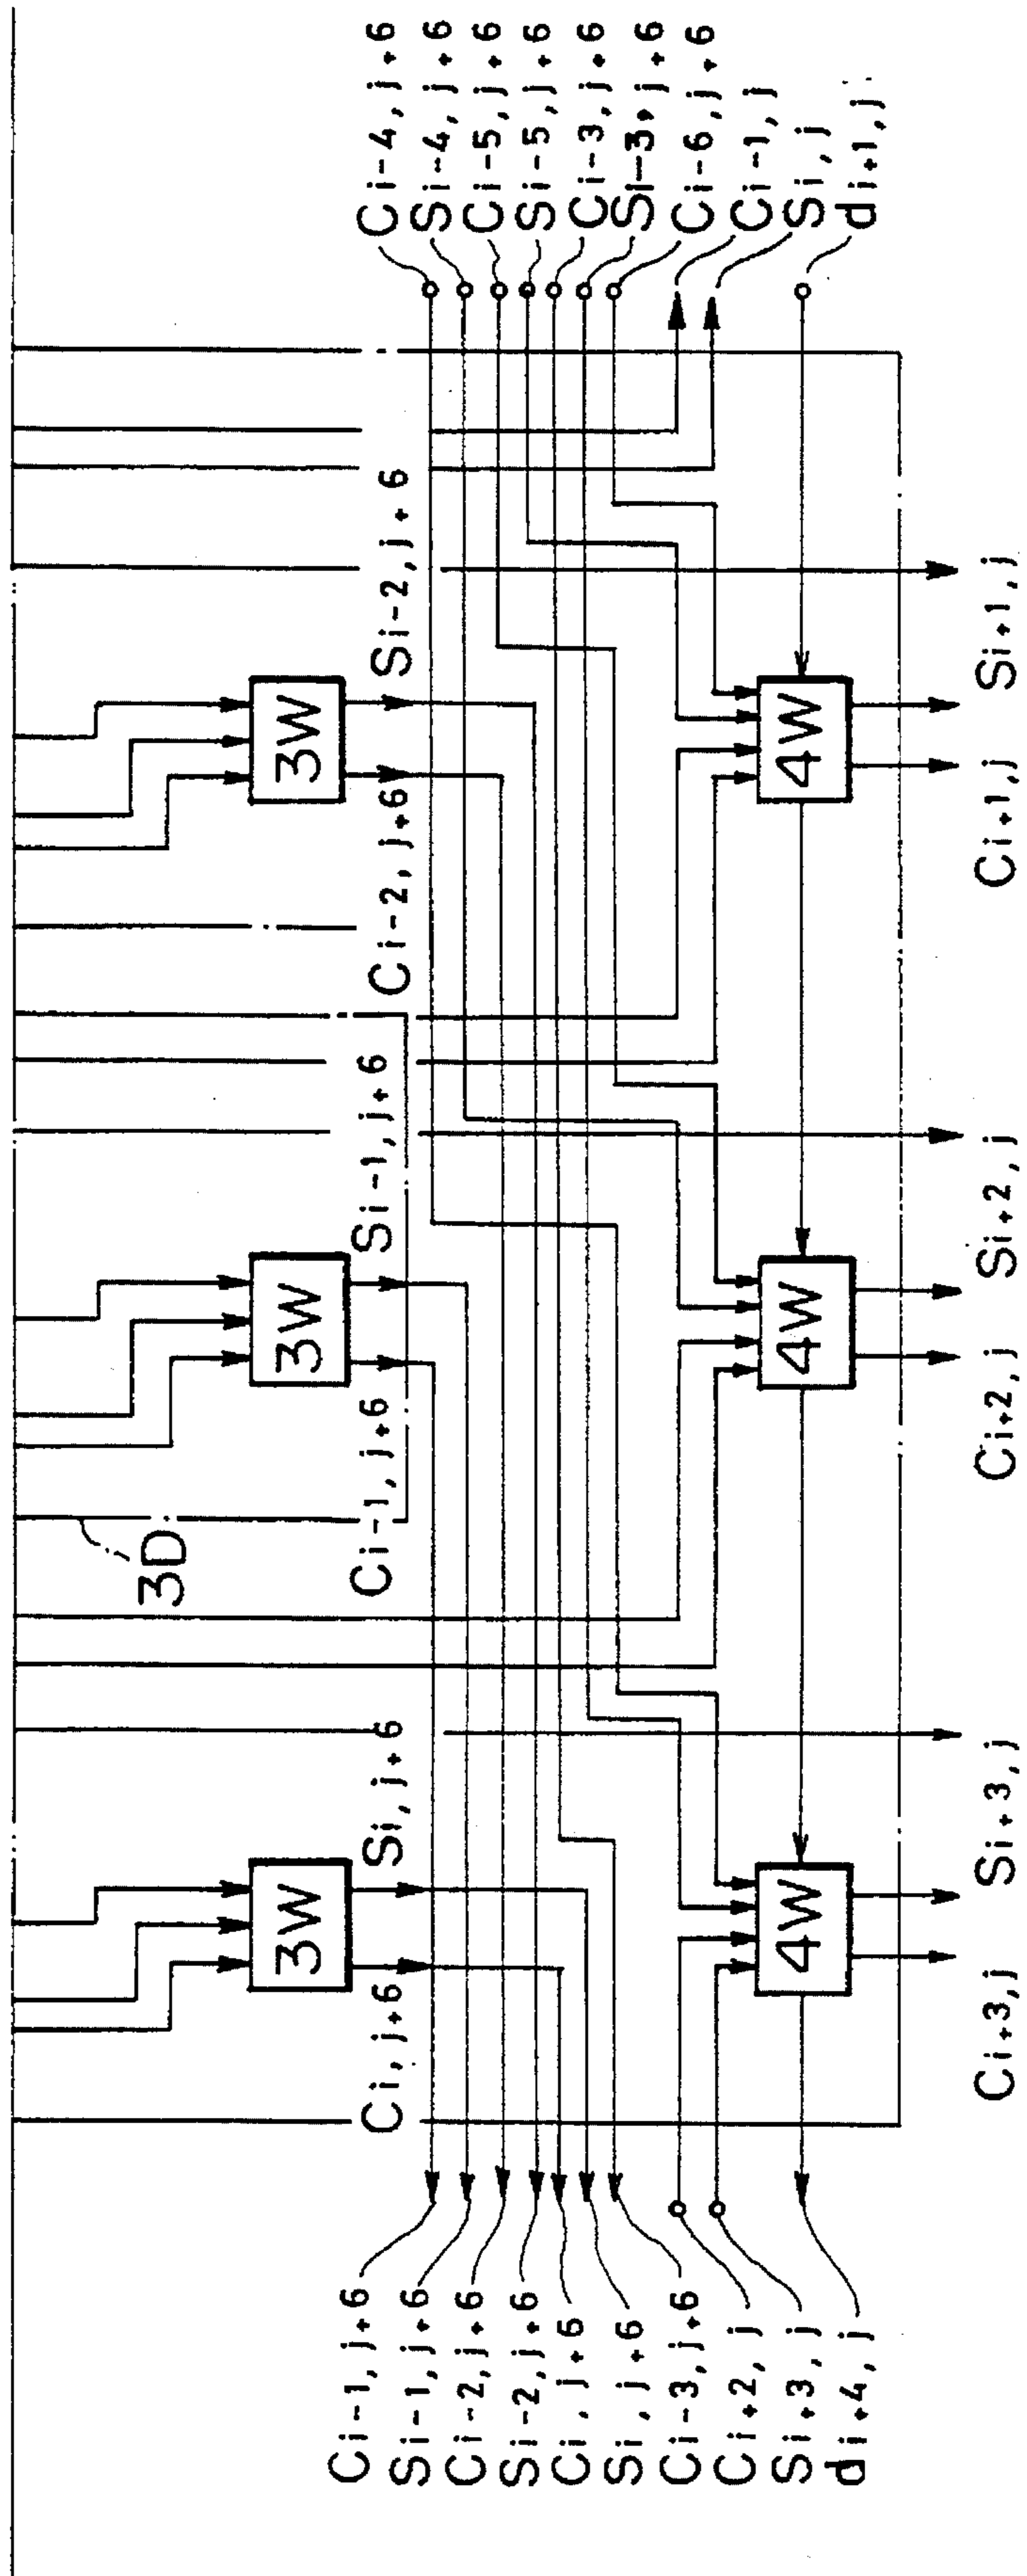 Ci-4, j+6
Si-4, j+6
Ci-5, j+6
Si-5, j+6
Ci-3, j+6
Si-3, j+6
Ci-6, j+6
Ci-1, j
Si, j
di+1, j
3W
3W
3W
Ci, j+6
Si, j+6
Ci-1, j+6
Si-1, j+6
Ci-2, j+6
Si-2, j+6
3D
4W
4W
4W
Ci+3, j
Si+3, j
Ci+2, j
Si+2, j
Ci+1, j
Si+1, j
Ci-1, j+6
Si-1, j+6
Ci-2, j+6
Si-2, j+6
Ci, j+6
Si, j+6
Ci-3, j+6
Ci+2, j
Si+3, j
di+4, j